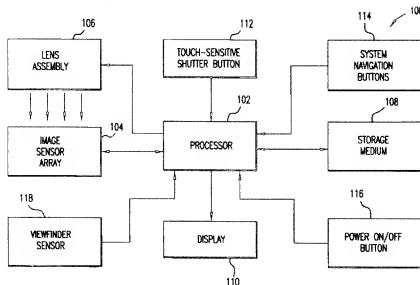 106
112
114
100
LENS
ASSEMBLY
TOUCH-SENSITIVE
SHUTTER BUTTON
SYSTEM
NAVIGATION
BUTTONS
102
108
104
IMAGE
SENSOR
ARRAY
PROCESSOR
STORAGE
MEDIUM
118
116
VIEWFINDER
SENSOR
DISPLAY
POWER ON/OFF
BUTTON
110